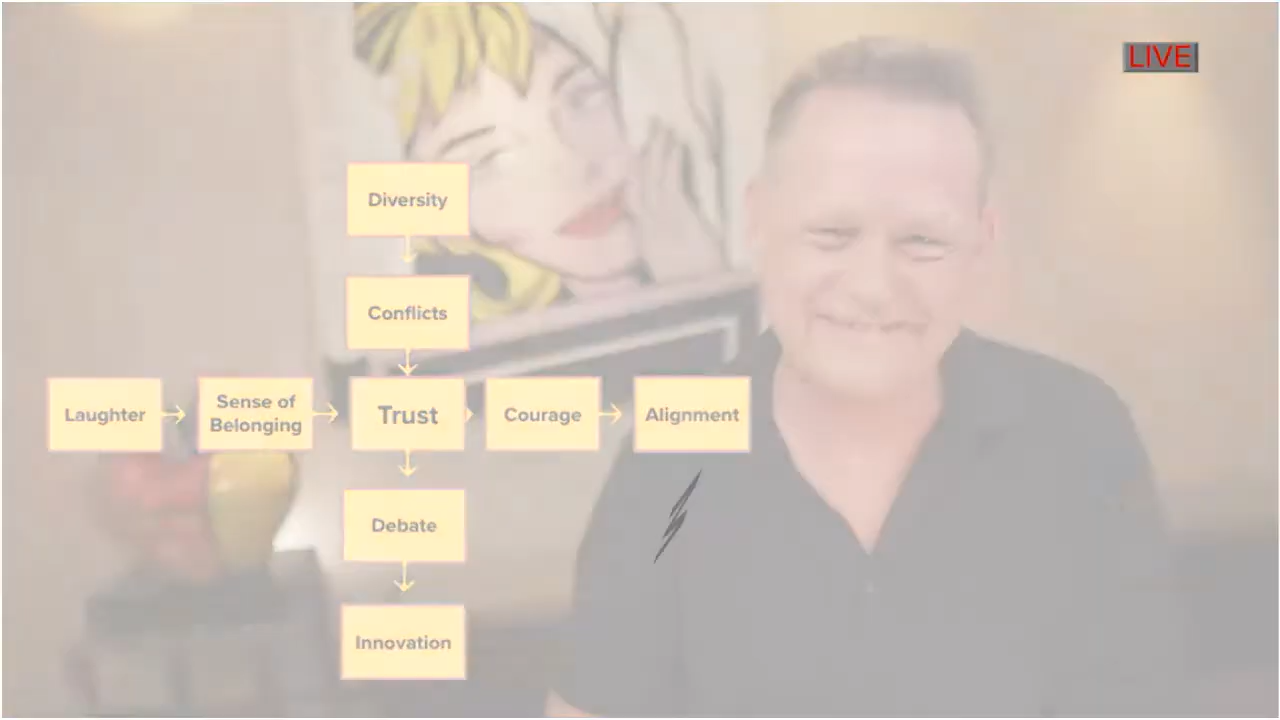 LIVE
Diversity
Conflicts
Laughter
Sense of
Belonging
Trust
Courage
Alignment
Debate
Innovation